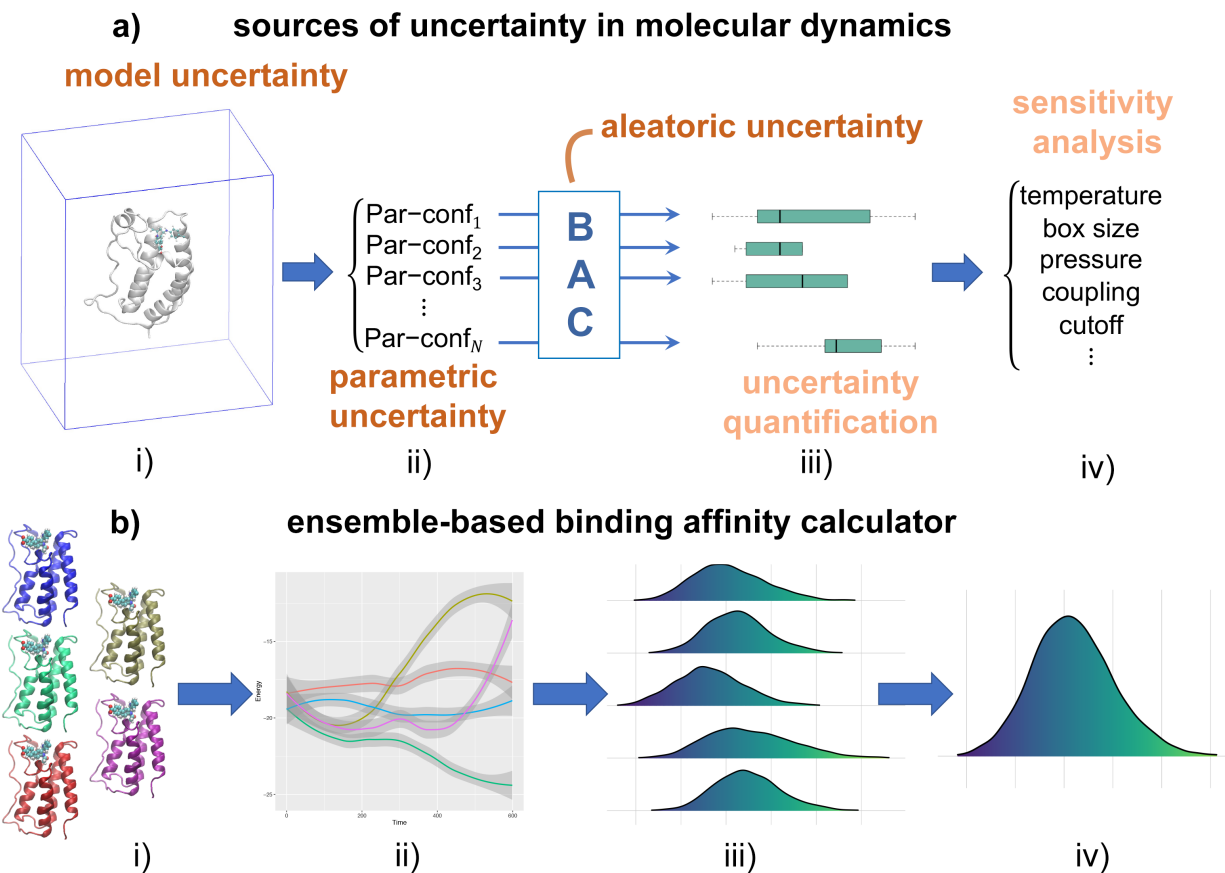 a) sources of uncertainty in molecular dynamics
model uncertainty
aleatoric uncertainty
sensitivity
analysis
Par−conf1
Par−conf2
Par−conf3
⋮
Par−confN
B
A
C
temperature
box size
pressure
coupling
cutoff
⋮
parametric
uncertainty
uncertainty
quantification
i)
ii)
iii)
iv)
b) ensemble-based binding affinity calculator
Energy
-15
-20
-25
0
200
400
600
Time
i)
ii)
iii)
iv)